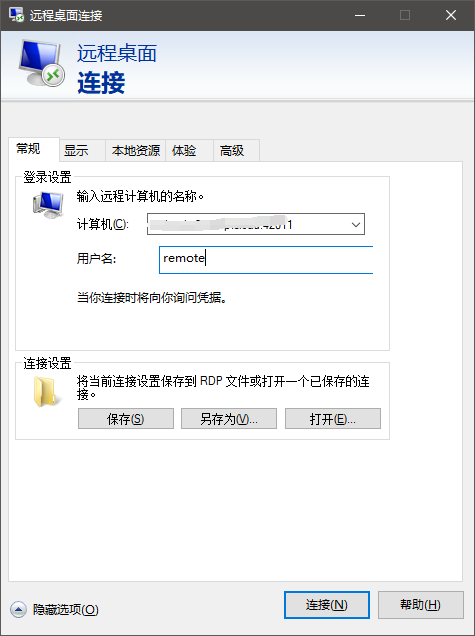 远程桌面连接
远程桌面
连接
常规
显示
本地资源
体验
高级
登录设置
输入远程计算机的名称。
计算机(C):
用户名:
remote
当你连接时将向你询问凭据。
连接设置
将当前连接设置保存到 RDP 文件或打开一个已保存的连
接。
保存(S)
另存为(V)...
打开(E)...
隐藏选项(O)
连接(N)
帮助(H)